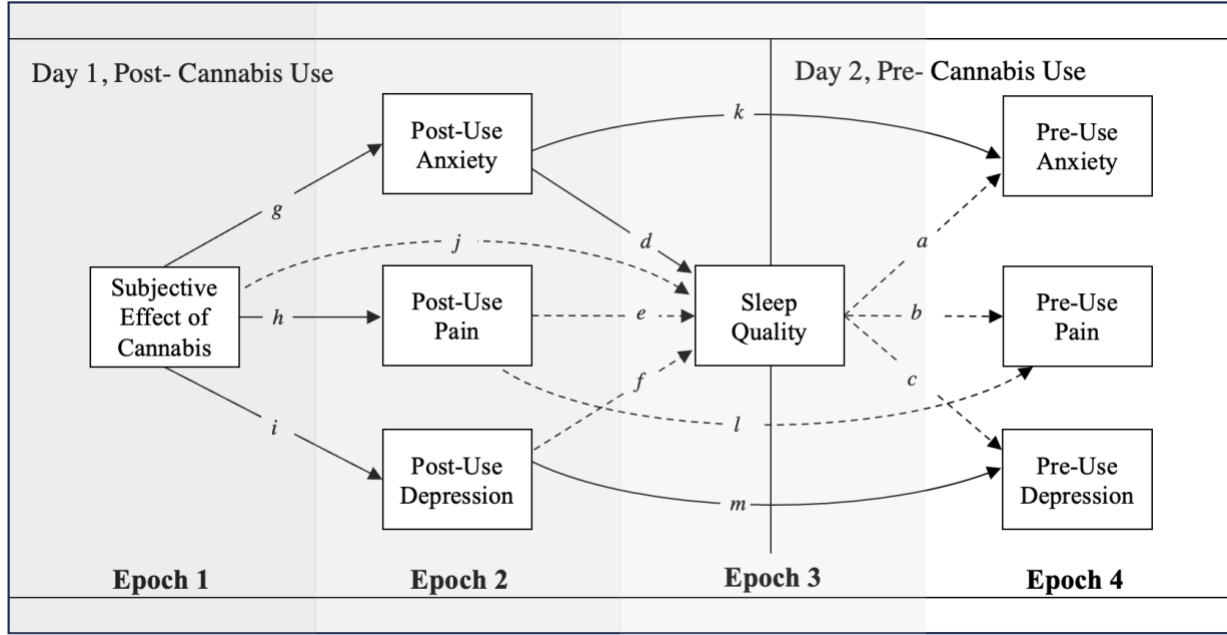 Day 1, Post- Cannabis Use
Day 2, Pre- Cannabis Use
Post-Use
Anxiety
k
Pre-Use
Anxiety
g
j
d
a
Subjective
Effect of
Cannabis
h
Post-Use
Pain
e
Sleep
Quality
b
Pre-Use
Pain
f
c
i
l
Post-Use
Depression
m
Pre-Use
Depression
Epoch 1
Epoch 2
Epoch 3
Epoch 4